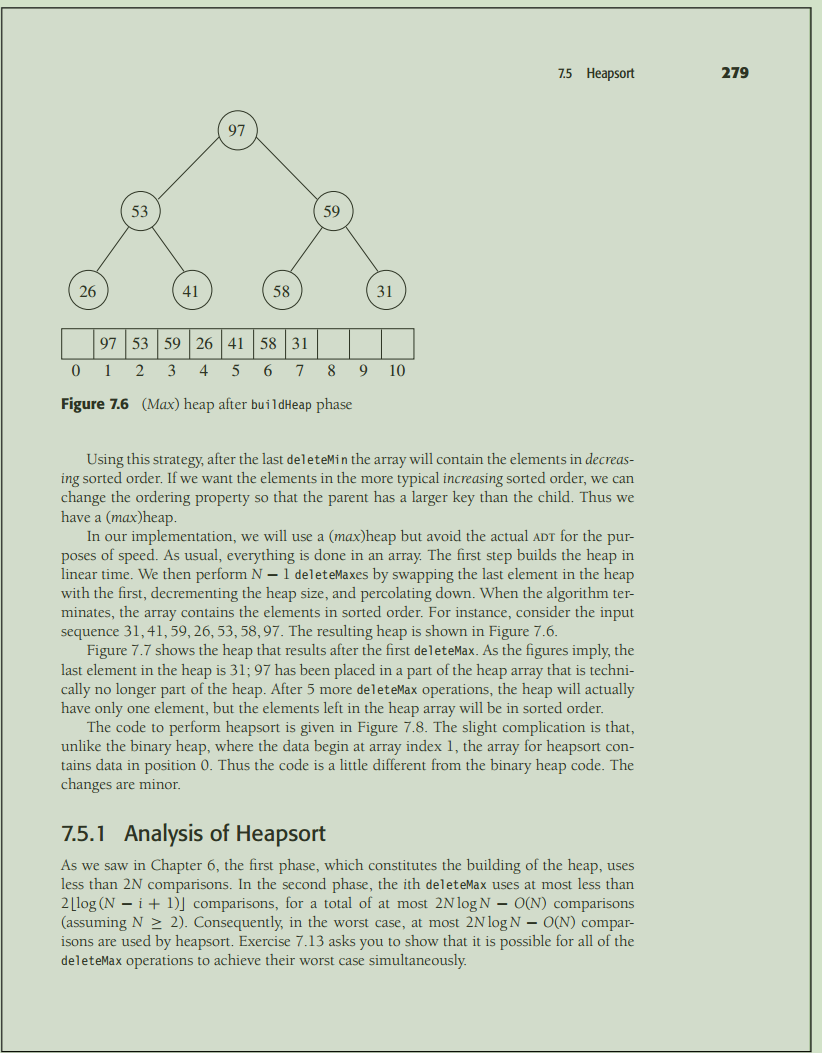 7.5 Heapsort 279
97
53 59
26 41 58 31
97 53 59 26 41 58 31
0 1 2 3 4 5 6 7 8 9 10
Figure 7.6 (Max) heap after buildHeap phase
Using this strategy, after the last deleteMin the array will contain the elements in decreas-
ing sorted order. If we want the elements in the more typical increasing sorted order, we can
change the ordering property so that the parent has a larger key than the child. Thus we
have a (max)heap.
In our implementation, we will use a (max)heap but avoid the actual ADT for the pur-
poses of speed. As usual, everything is done in an array. The first step builds the heap in
linear time. We then perform N − 1 deleteMaxes by swapping the last element in the heap
with the first, decrementing the heap size, and percolating down. When the algorithm ter-
minates, the array contains the elements in sorted order. For instance, consider the input
sequence 31, 41, 59, 26, 53, 58, 97. The resulting heap is shown in Figure 7.6.
Figure 7.7 shows the heap that results after the first deleteMax. As the figures imply, the
last element in the heap is 31; 97 has been placed in a part of the heap array that is techni-
cally no longer part of the heap. After 5 more deleteMax operations, the heap will actually
have only one element, but the elements left in the heap array will be in sorted order.
The code to perform heapsort is given in Figure 7.8. The slight complication is that,
unlike the binary heap, where the data begin at array index 1, the array for heapsort con-
tains data in position 0. Thus the code is a little different from the binary heap code. The
changes are minor.
7.5.1 Analysis of Heapsort
As we saw in Chapter 6, the first phase, which constitutes the building of the heap, uses
less than 2N comparisons. In the second phase, the ith deleteMax uses at most less than
2⌊log (N − i + 1)⌋ comparisons, for a total of at most 2N log N − O(N) comparisons
(assuming N ≥ 2). Consequently, in the worst case, at most 2N log N − O(N) compar-
isons are used by heapsort. Exercise 7.13 asks you to show that it is possible for all of the
deleteMax operations to achieve their worst case simultaneously.